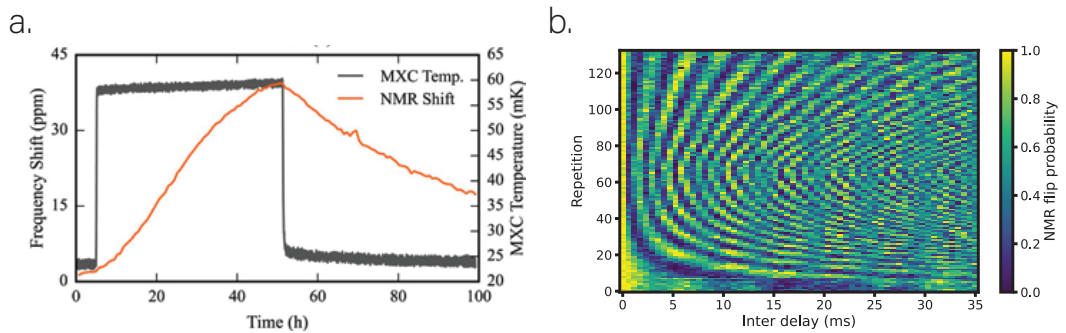 a.
45
30
15
0
Frequency Shift (ppm)
MXC Temp.
NMR Shift
65
60
55
50
45
40
35
30
25
20
MXC Temperature (mK)
0 20 40 60 80 100
Time (h)
b.
120
100
80
60
40
20
0
Repetition
0 5 10 15 20 25 30 35
Inter delay (ms)
1.0
0.8
0.6
0.4
0.2
0.0
NMR flip probability